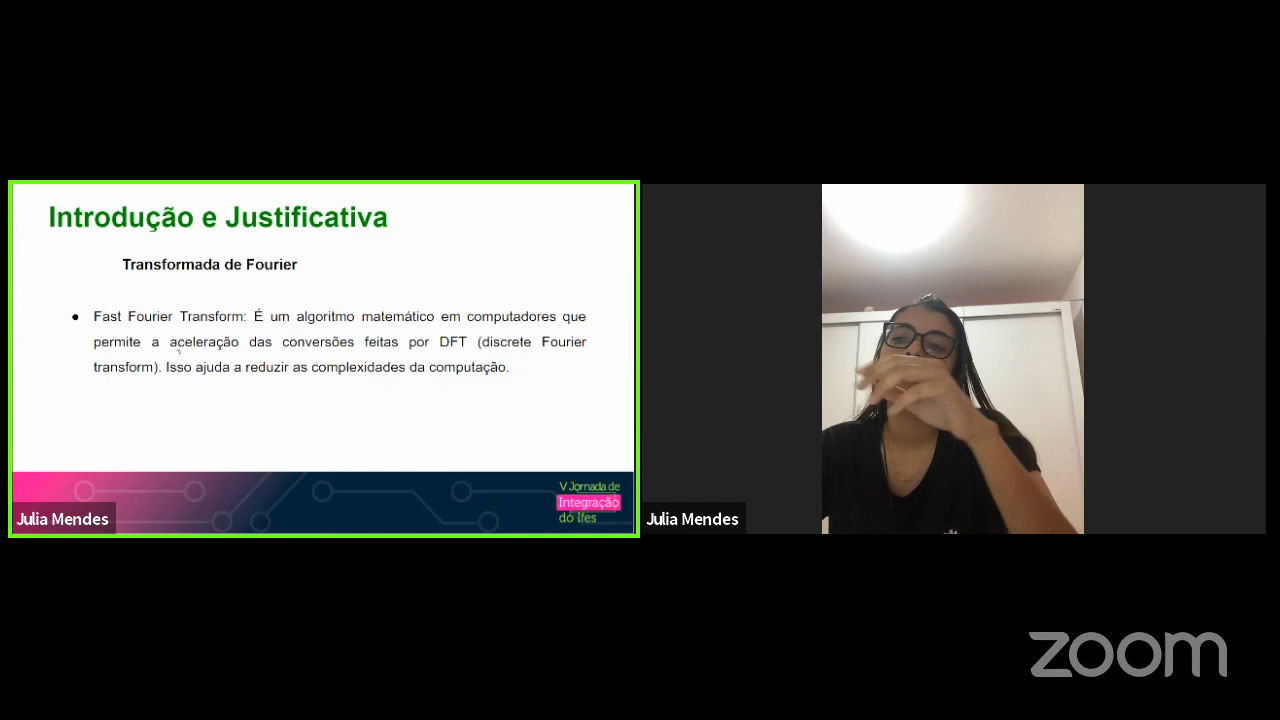 Introdução e Justificativa
Transformada de Fourier
● Fast Fourier Transform: É um algoritmo matemático em computadores que
permite a aceleração das conversões feitas por DFT (discrete Fourier
transform). Isso ajuda a reduzir as complexidades da computação.
V Jornada de
Integração
do Ifes
Julia Mendes
Julia Mendes
zoom